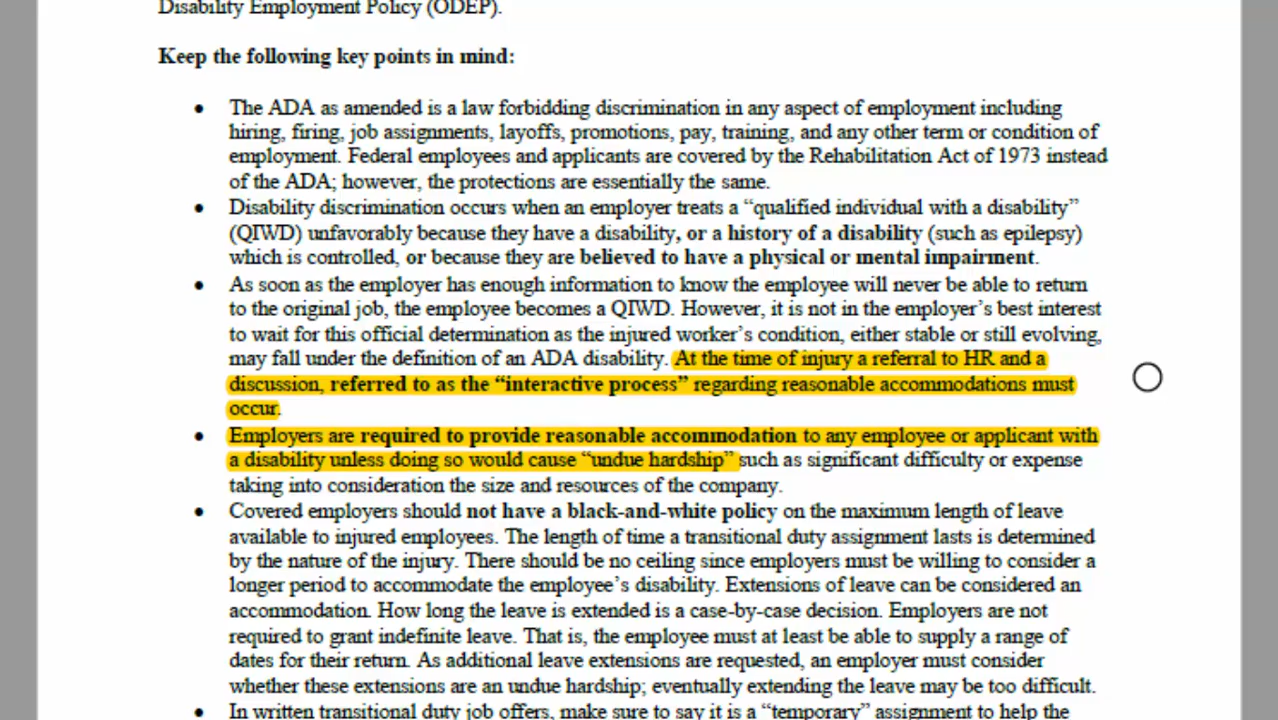 Disability Employment Policy (ODEP).
Keep the following key points in mind:
• The ADA as amended is a law forbidding discrimination in any aspect of employment including
hiring, firing, job assignments, layoffs, promotions, pay, training, and any other term or condition of
employment. Federal employees and applicants are covered by the Rehabilitation Act of 1973 instead
of the ADA; however, the protections are essentially the same.
• Disability discrimination occurs when an employer treats a “qualified individual with a disability”
(QIWD) unfavorably because they have a disability, or a history of a disability (such as epilepsy)
which is controlled, or because they are believed to have a physical or mental impairment.
• As soon as the employer has enough information to know the employee will never be able to return
to the original job, the employee becomes a QIWD. However, it is not in the employer’s best interest
to wait for this official determination as the injured worker’s condition, either stable or still evolving,
may fall under the definition of an ADA disability. At the time of injury a referral to HR and a
discussion, referred to as the “interactive process” regarding reasonable accommodations must
occur.
• Employers are required to provide reasonable accommodation to any employee or applicant with
a disability unless doing so would cause “undue hardship” such as significant difficulty or expense
taking into consideration the size and resources of the company.
• Covered employers should not have a black-and-white policy on the maximum length of leave
available to injured employees. The length of time a transitional duty assignment lasts is determined
by the nature of the injury. There should be no ceiling since employers must be willing to consider a
longer period to accommodate the employee’s disability. Extensions of leave can be considered an
accommodation. How long the leave is extended is a case-by-case decision. Employers are not
required to grant indefinite leave. That is, the employee must at least be able to supply a range of
dates for their return. As additional leave extensions are requested, an employer must consider
whether these extensions are an undue hardship; eventually extending the leave may be too difficult.
• In written transitional duty job offers, make sure to say it is a “temporary” assignment to help the